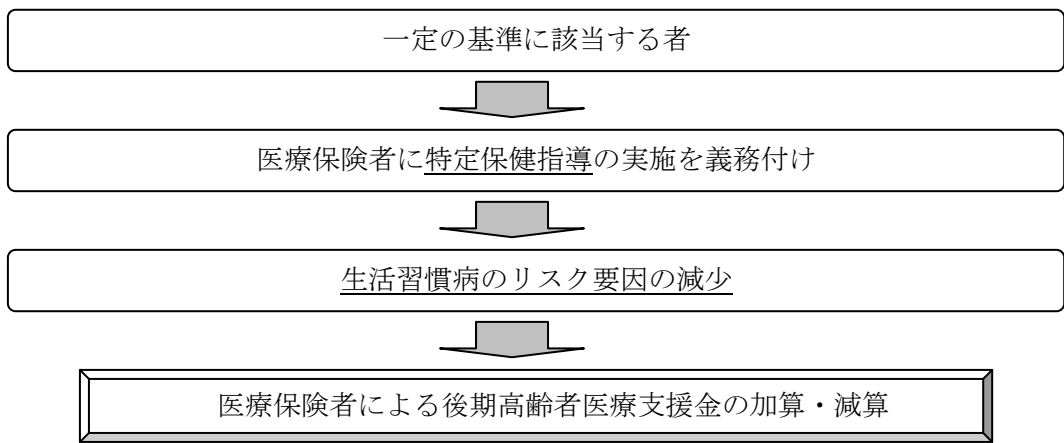 一定の基準に該当する者
医療保険者に特定保健指導の実施を義務付け
生活習慣病のリスク要因の減少
医療保険者による後期高齢者医療支援金の加算・減算